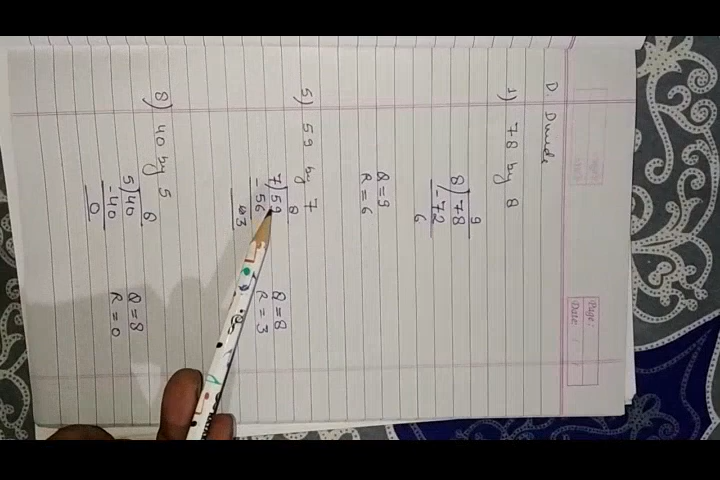 Page:
Date:
D. Divide
1) 78 by 8
9
8)78
-72
6
Q=9
R=6
5) 59 by 7
8
7)59
-56
03
Q=8
R=3
8) 40 by 5
8
5)40
-40
0
Q=8
R=0